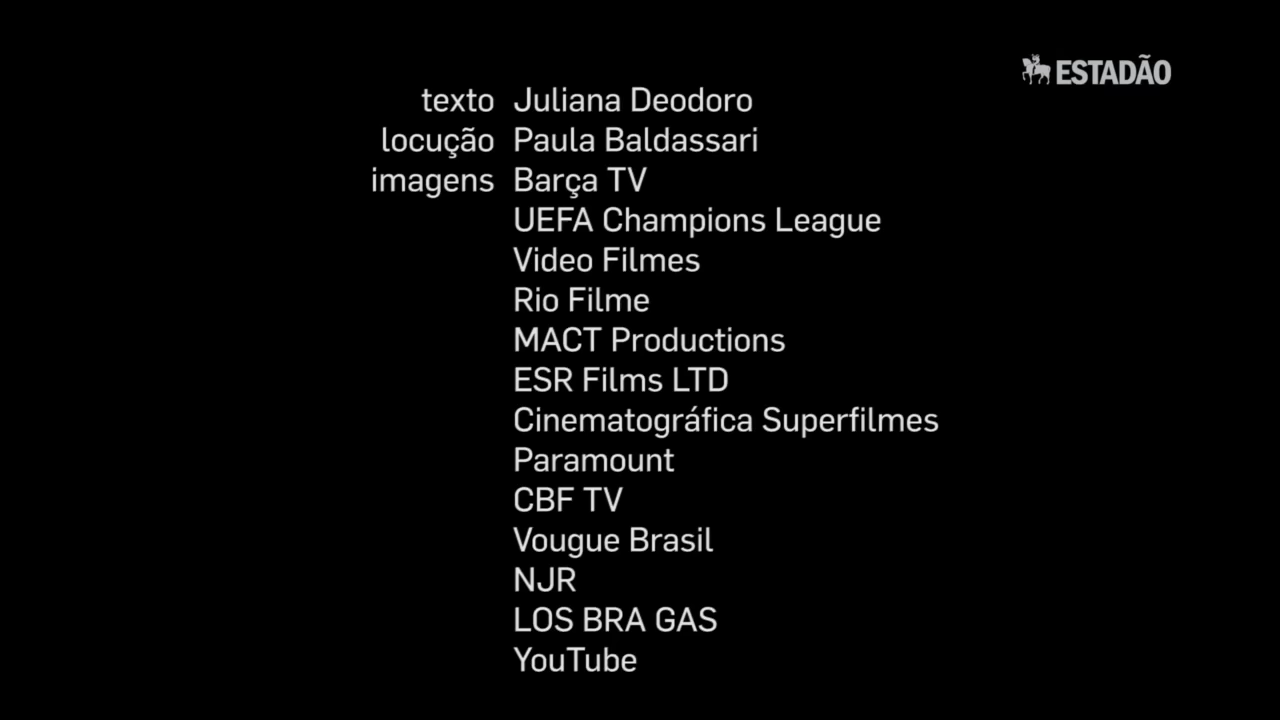 ESTADÃO
texto Juliana Deodoro
locução Paula Baldassari
imagens Barça TV
UEFA Champions League
Video Filmes
Rio Filme
MACT Productions
ESR Films LTD
Cinematográfica Superfilmes
Paramount
CBF TV
Vougue Brasil
NJR
LOS BRA GAS
YouTube